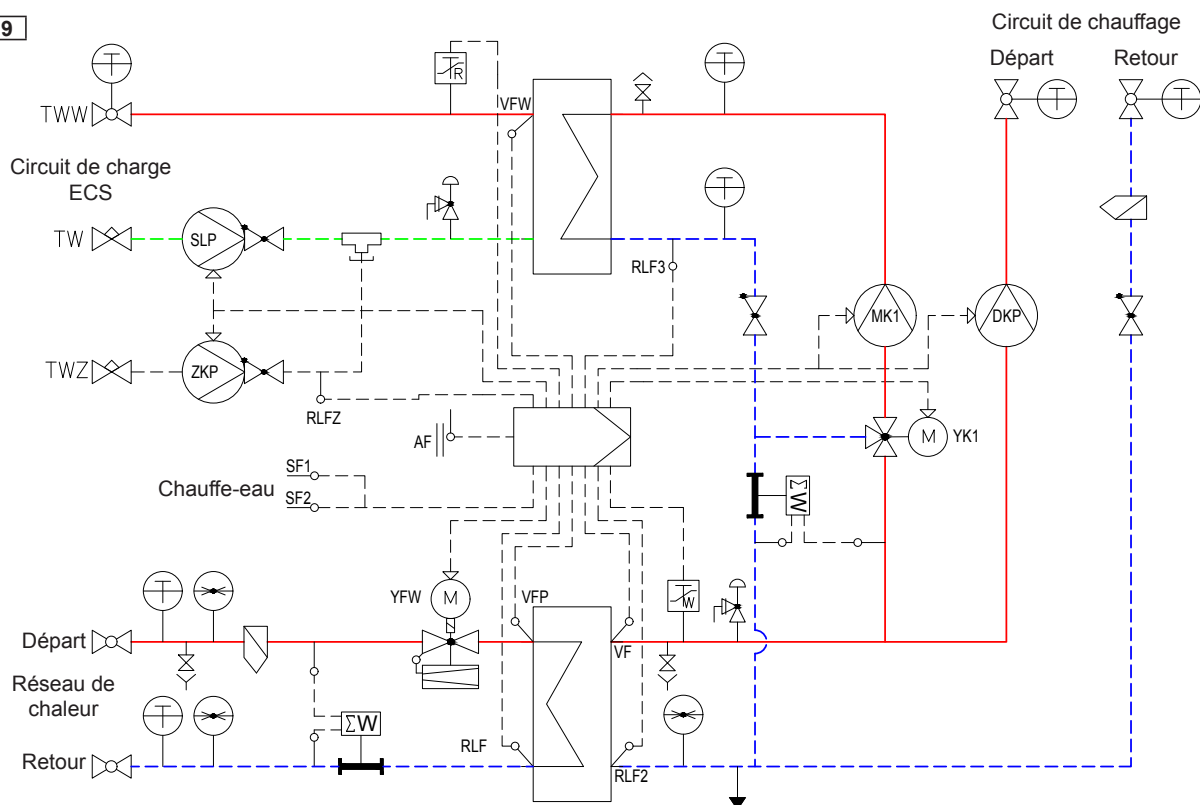 9
Circuit de chauffage
Départ
Retour
T
T
T
T
R
TWW
VFW
Circuit de charge
ECS
T
TW
SLP
RLF3
MK1
DKP
TWZ
ZKP
RLFZ
AF
M
YK1
SF1
Chauffe-eau
SF2
ΣW
YFW
M
VFP
W
T
Départ
VF
Réseau de
chaleur
T
ΣW
RLF
Retour
RLF2